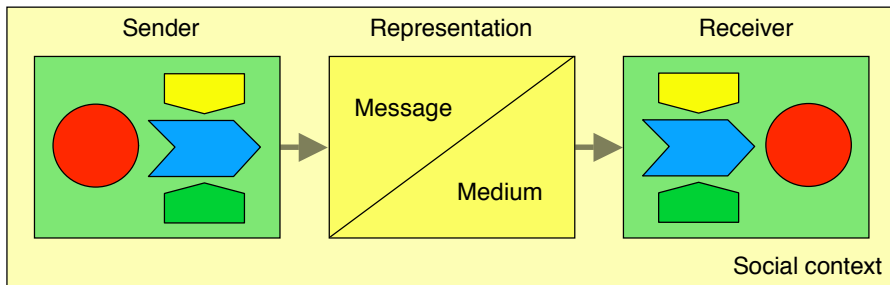 Sender
Representation
Receiver
Message
Medium
Social context